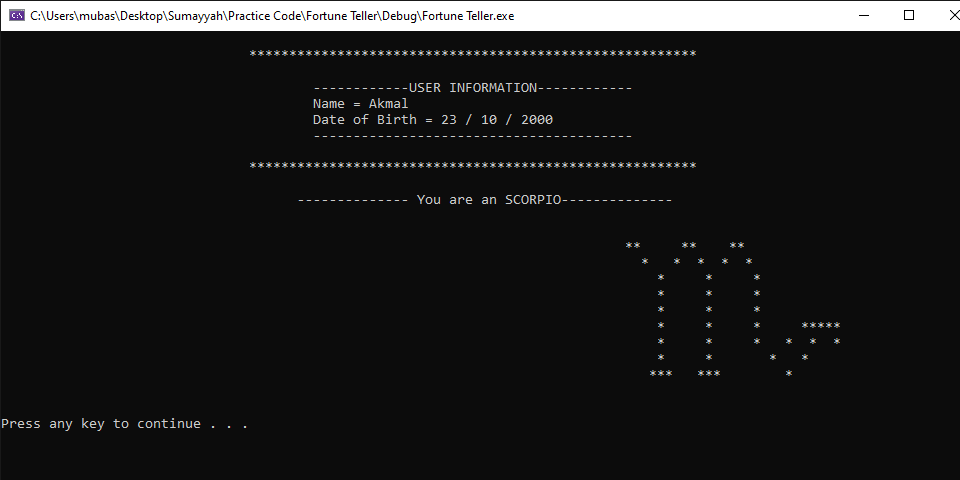 C:\Users\mubas\Desktop\Sumayyah\Practice Code\Fortune Teller\Debug\Fortune Teller.exe
********************************************************
------------USER INFORMATION------------
Name = Akmal
Date of Birth = 23 / 10 / 2000
----------------------------------------
********************************************************
-------------- You are an SCORPIO--------------
**     **    **
  *   *  *  *  *
    *     *     *
    *     *     *
    *     *     *
    *     *     *     *****
    *     *     *   *  *  *
    *     *       *   *
   ***   ***        *
Press any key to continue . . .